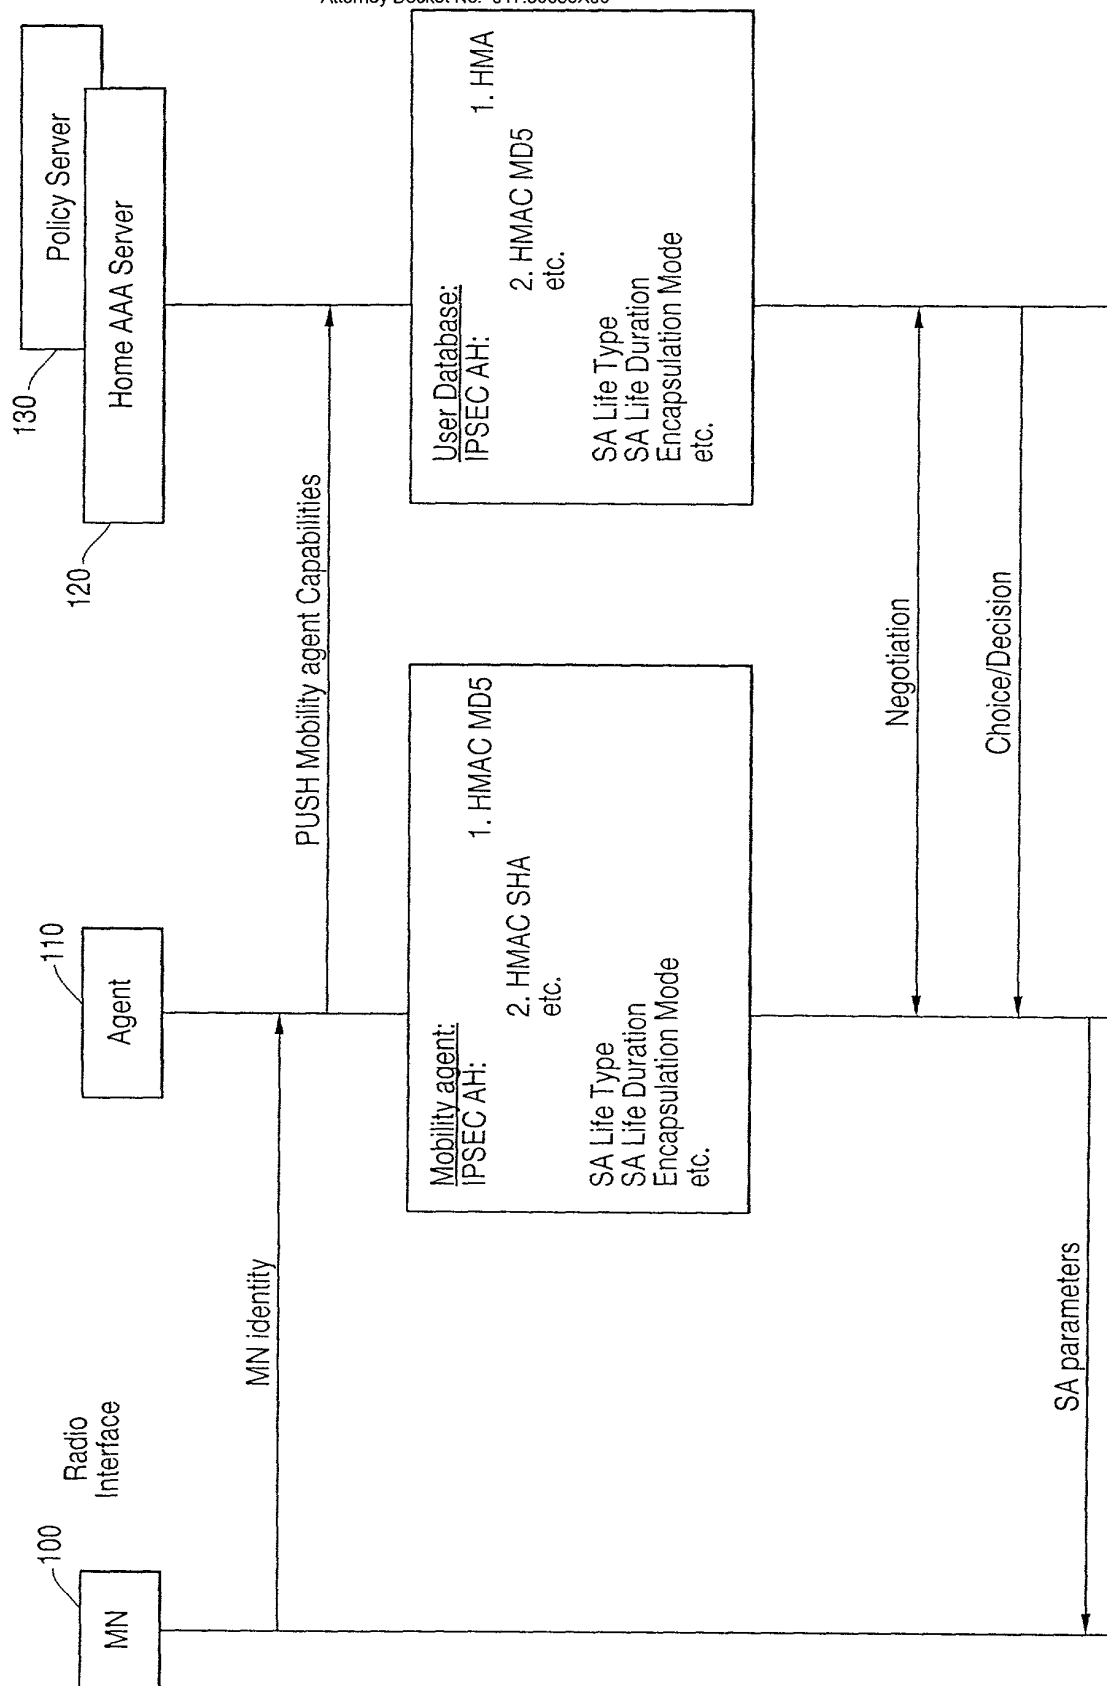 MN
100
Radio
Interface
Agent
110
Policy Server
130
Home AAA Server
120
MN identity
PUSH Mobility agent Capabilities
Mobility agent:
IPSEC AH:
1. HMAC MD5
2. HMAC SHA
etc.
SA Life Type
SA Life Duration
Encapsulation Mode
etc.
User Database:
IPSEC AH:
1. HMA
2. HMAC MD5
etc.
SA Life Type
SA Life Duration
Encapsulation Mode
etc.
Negotiation
Choice/Decision
SA parameters